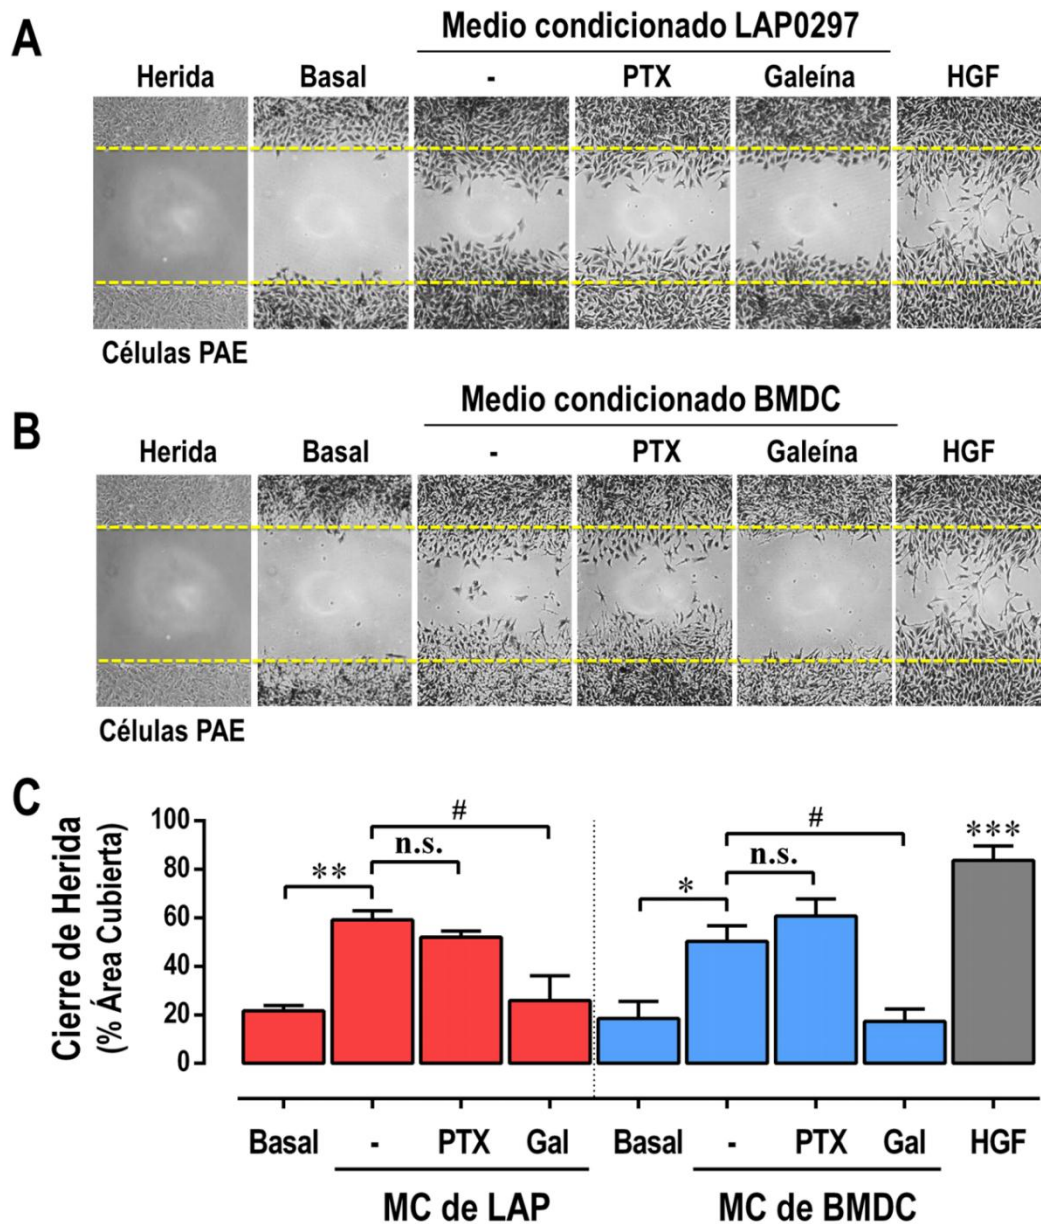 A
Medio condicionado LAP0297
Herida Basal - PTX Galeína HGF
Células PAE
Medio condicionado BMDC
B
Herida Basal - PTX Galeína HGF
Células PAE
C
Cierre de Herida
(% Área Cubierta)
100
80
60
40
20
0
** n.s. # * n.s. # ***
Basal - PTX Gal Basal - PTX Gal HGF
MC de LAP MC de BMDC